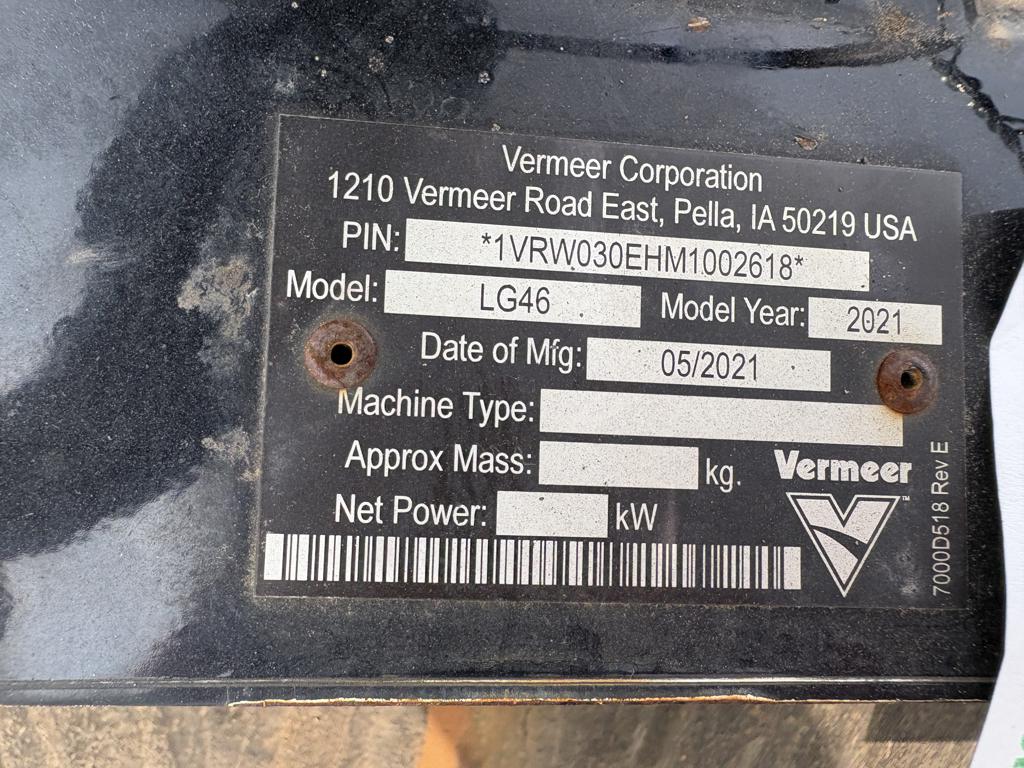 Vermeer Corporation
1210 Vermeer Road East, Pella, IA 50219 USA
PIN: *1VRW030EHM1002618*
Model: LG46 Model Year: 2021
Date of Mfg: 05/2021
Machine Type:
Approx Mass: kg.
Net Power: kW
Vermeer
™
7000D518 Rev E